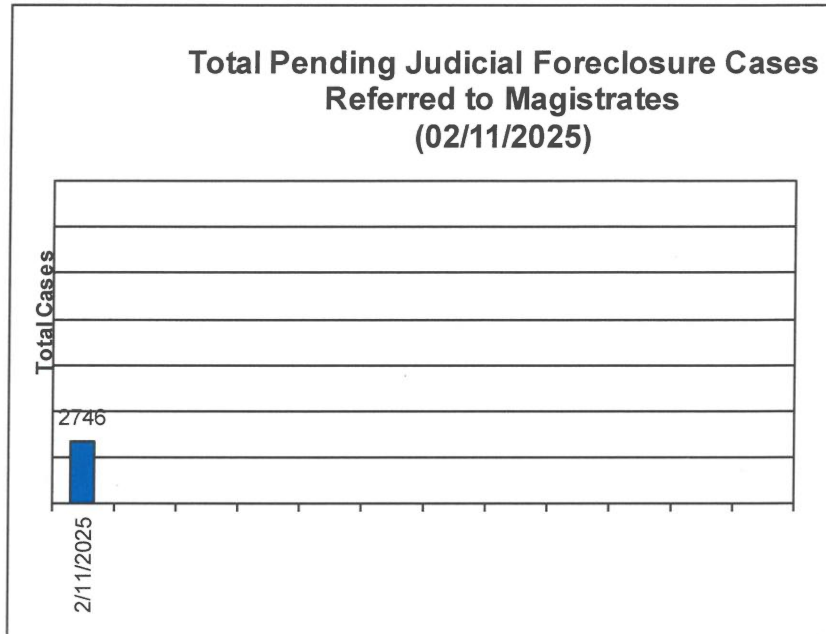 Total Pending Judicial Foreclosure Cases
Referred to Magistrates
(02/11/2025)
Total Cases
2746
2/11/2025